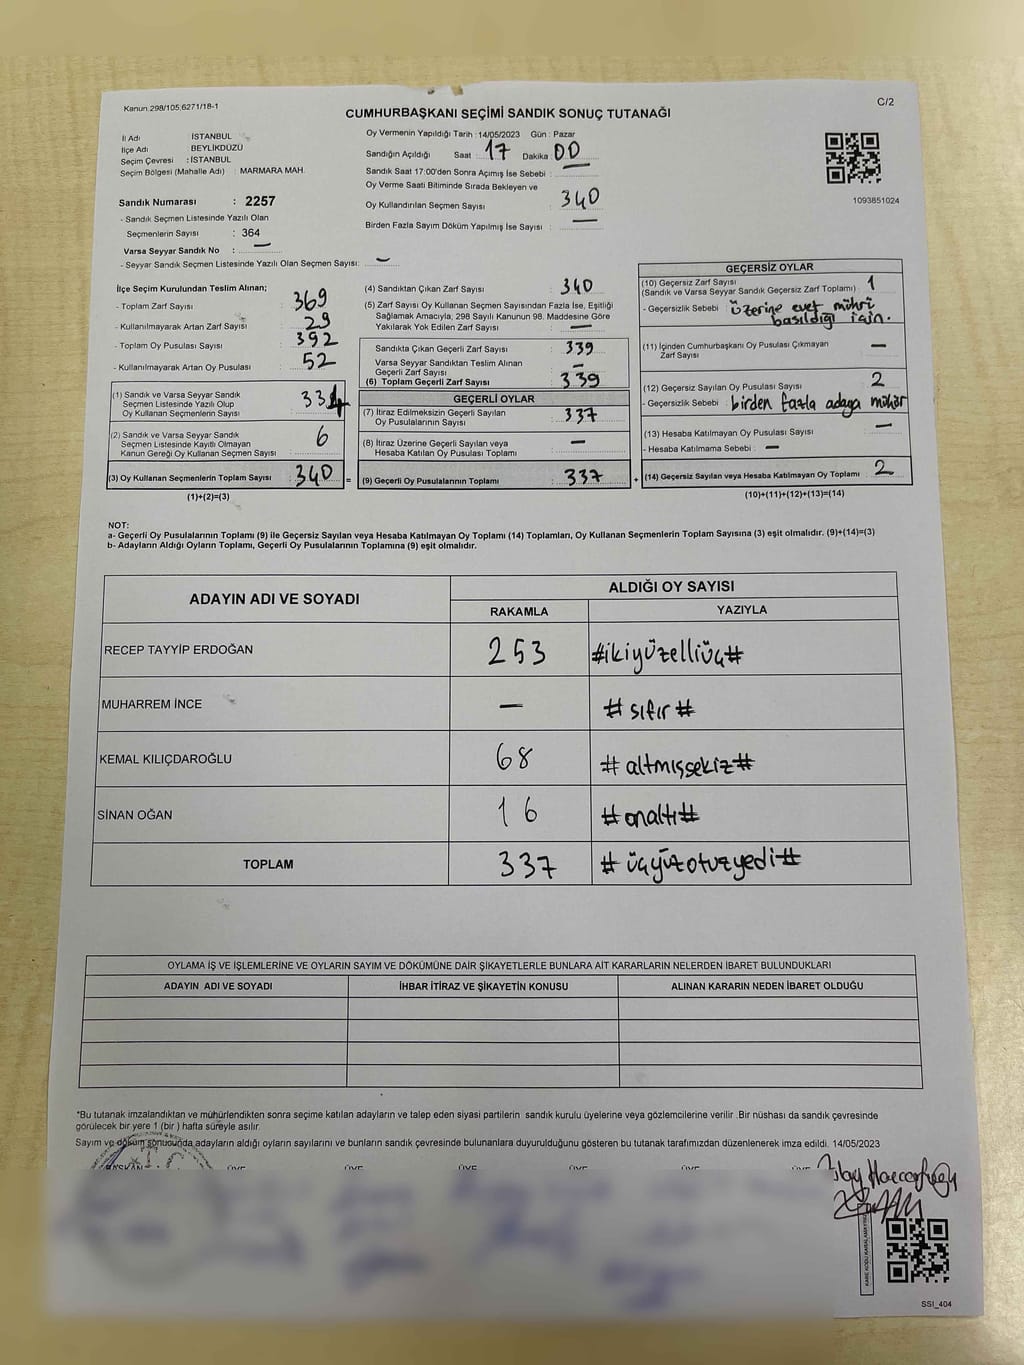 Kanun.298/105.6271/18-1
C/2
CUMHURBAŞKANI SEÇİMİ SANDIK SONUÇ TUTANAĞI
İl Adı : İSTANBUL
İlçe Adı : BEYLİKDÜZÜ
Seçim Çevresi : İSTANBUL
Seçim Bölgesi (Mahalle Adı) : MARMARA MAH.
Oy Vermenin Yapıldığı Tarih : 14/05/2023 Gün : Pazar
Sandığın Açıldığı Saat : 17 Dakika : 00
Sandık Saat 17:00'den Sonra Açımış İse Sebebi : —
Oy Verme Saati Bitiminde Sırada Bekleyen ve
Oy Kullandırılan Seçmen Sayısı : 340
Birden Fazla Sayım Döküm Yapılmış İse Sayısı : —
1093851024
Sandık Numarası : 2257
- Sandık Seçmen Listesinde Yazılı Olan
Seçmenlerin Sayısı : 364
Varsa Seyyar Sandık No : —
- Seyyar Sandık Seçmen Listesinde Yazılı Olan Seçmen Sayısı: —
İlçe Seçim Kurulundan Teslim Alınan;
- Toplam Zarf Sayısı : 369
- Kullanılmayarak Artan Zarf Sayısı : 29
- Toplam Oy Pusulası Sayısı : 392
- Kullanılmayarak Artan Oy Pusulası : 52
(1) Sandık ve Varsa Seyyar Sandık
Seçmen Listesinde Yazılı Olup
Oy Kullanan Seçmenlerin Sayısı : 334
(2) Sandık ve Varsa Seyyar Sandık
Seçmen Listesinde Kayıtlı Olmayan
Kanun Gereği Oy Kullanan Seçmen Sayısı : 6
(3) Oy Kullanan Seçmenlerin Toplam Sayısı : 340 =
(1)+(2)=(3)
(4) Sandıktan Çıkan Zarf Sayısı : 340
(5) Zarf Sayısı Oy Kullanan Seçmen Sayısından Fazla İse, Eşitliği
Sağlamak Amacıyla, 298 Sayılı Kanunun 98. Maddesine Göre
Yakılarak Yok Edilen Zarf Sayısı : —
Sandıkta Çıkan Geçerli Zarf Sayısı : 339
Varsa Seyyar Sandıktan Teslim Alınan
Geçerli Zarf Sayısı : —
(6) Toplam Geçerli Zarf Sayısı : 339
GEÇERLİ OYLAR
(7) İtiraz Edilmeksizin Geçerli Sayılan
Oy Pusulalarının Sayısı : 337
(8) İtiraz Üzerine Geçerli Sayılan veya
Hesaba Katılan Oy Pusulası Toplamı : —
(9) Geçerli Oy Pusulalarının Toplamı : 337 +
GEÇERSİZ OYLAR
(10) Geçersiz Zarf Sayısı : 1
(Sandık ve Varsa Seyyar Sandık Geçersiz Zarf Toplamı)
- Geçersizlik Sebebi : üzerine evet mührü
basıldığı için.
(11) İçinden Cumhurbaşkanı Oy Pusulası Çıkmayan
Zarf Sayısı : —
(12) Geçersiz Sayılan Oy Pusulası Sayısı : 2
- Geçersizlik Sebebi : birden fazla adaya mühür
(13) Hesaba Katılmayan Oy Pusulası Sayısı : —
- Hesaba Katılmama Sebebi : —
(14) Geçersiz Sayılan veya Hesaba Katılmayan Oy Toplamı : 2
(10)+(11)+(12)+(13)=(14)
NOT:
a- Geçerli Oy Pusulalarının Toplamı (9) ile Geçersiz Sayılan veya Hesaba Katılmayan Oy Toplamı (14) Toplamları, Oy Kullanan Seçmenlerin Toplam Sayısına (3) eşit olmalıdır. (9)+(14)=(3)
b- Adayların Aldığı Oyların Toplamı, Geçerli Oy Pusulalarının Toplamına (9) eşit olmalıdır.
ADAYIN ADI VE SOYADI
ALDIĞI OY SAYISI
RAKAMLA YAZIYLA
RECEP TAYYİP ERDOĞAN 253 #ikiyüzelliüç#
MUHARREM İNCE — #sıfır#
KEMAL KILIÇDAROĞLU 68 #altmışsekiz#
SİNAN OĞAN 16 #onaltı#
TOPLAM 337 #üçyüzotuzyedi#
OYLAMA İŞ VE İŞLEMLERİNE VE OYLARIN SAYIM VE DÖKÜMÜNE DAİR ŞİKAYETLERLE BUNLARA AİT KARARLARIN NELERDEN İBARET BULUNDUKLARI
ADAYIN ADI VE SOYADI İHBAR İTİRAZ VE ŞİKAYETİN KONUSU ALINAN KARARIN NEDEN İBARET OLDUĞU
*Bu tutanak imzalandıktan ve mühürlendikten sonra seçime katılan adayların ve talep eden siyasi partilerin sandık kurulu üyelerine veya gözlemcilerine verilir .Bir nüshası da sandık çevresinde
görülecek bir yere 1 (bir ) hafta süreyle asılır.
Sayım ve döküm sonucunda adayların aldığı oyların sayılarını ve bunların sandık çevresinde bulunanlara duyurulduğunu gösteren bu tutanak tarafımızdan düzenlenerek imza edildi. 14/05/2023
BAŞKAN ÜYE ÜYE ÜYE ÜYE ÜYE ÜYE
SSI_404